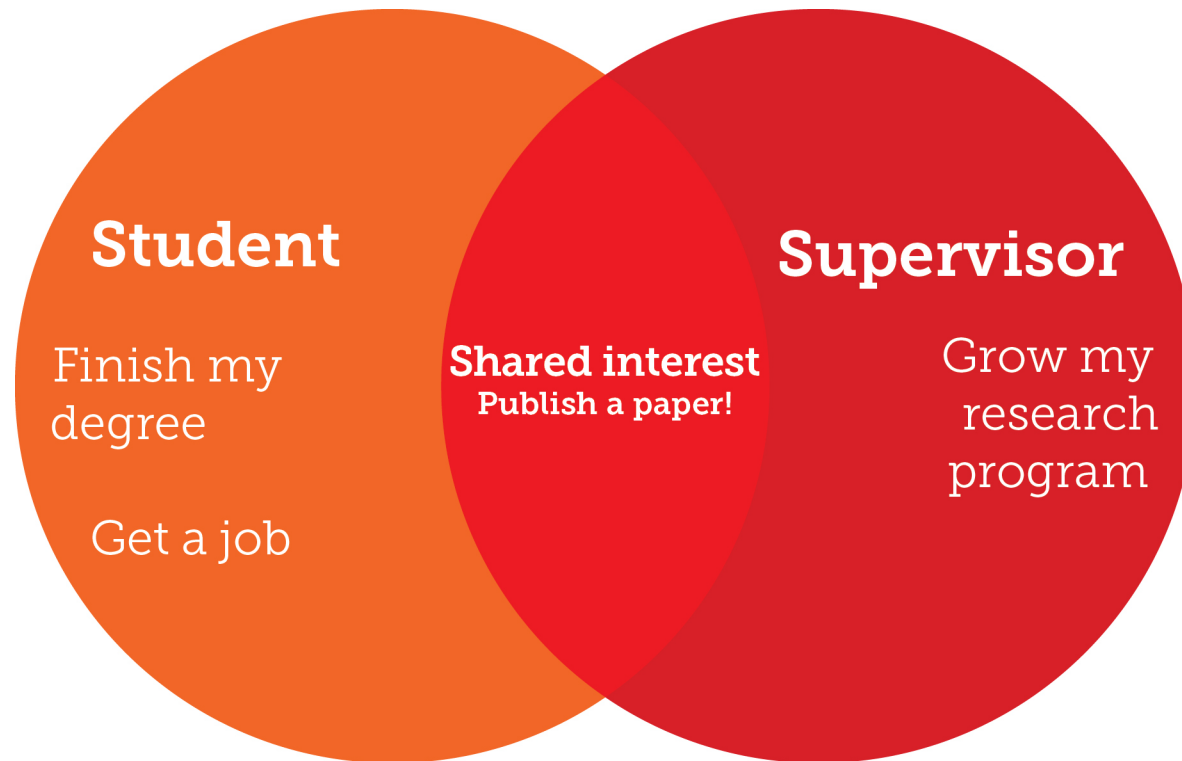 Student
Finish my
degree
Get a job
Shared interest
Publish a paper!
Supervisor
Grow my
research
program